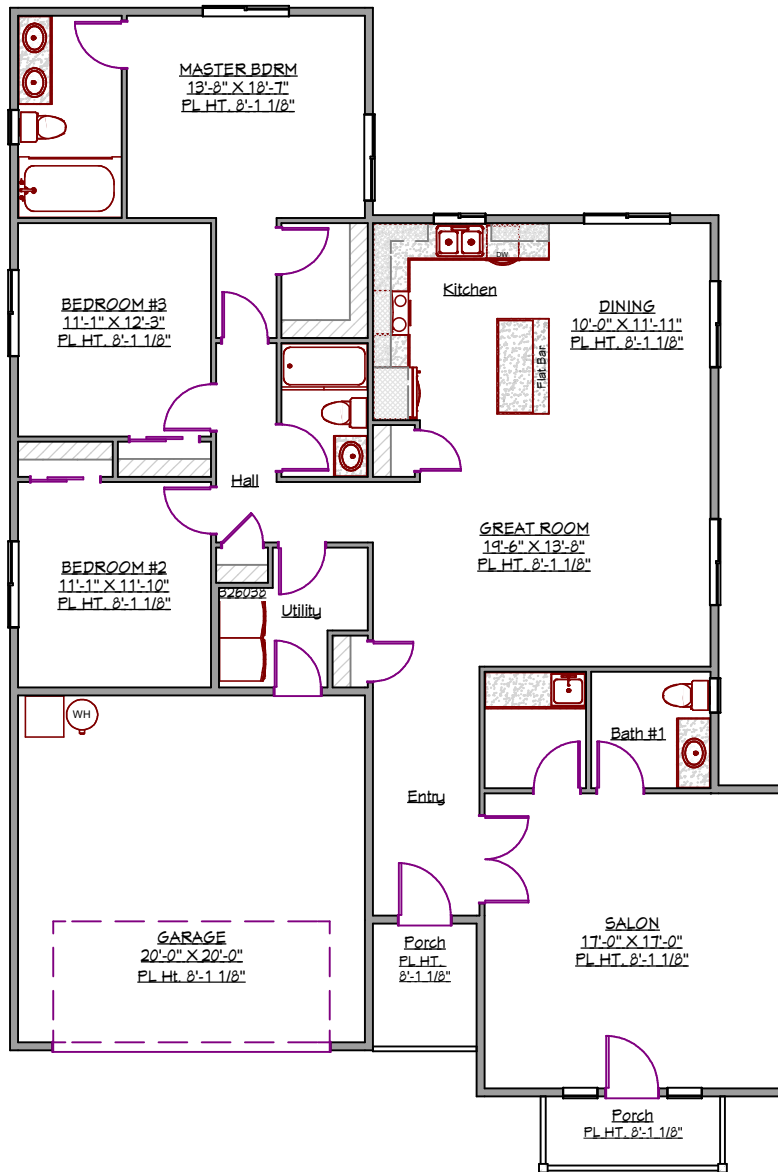 MASTER BDRM
13'-8" X 18'-7"
PL HT. 8'-1 1/8"
BEDROOM #3
11'-1" X 12'-3"
PL HT. 8'-1 1/8"
Kitchen
DW.
DINING
10'-0" X 11'-11"
PL HT. 8'-1 1/8"
Flat Bar
Hall
GREAT ROOM
19'-6" X 13'-8"
PL HT. 8'-1 1/8"
BEDROOM #2
11'-1" X 11'-10"
PL HT. 8'-1 1/8"
326038
Utility
WH
Bath #1
Entry
GARAGE
20'-0" X 20'-0"
PL Ht. 8'-1 1/8"
Porch
PL HT.
8'-1 1/8"
SALON
17'-0" X 17'-0"
PL HT. 8'-1 1/8"
Porch
PL HT. 8'-1 1/8"